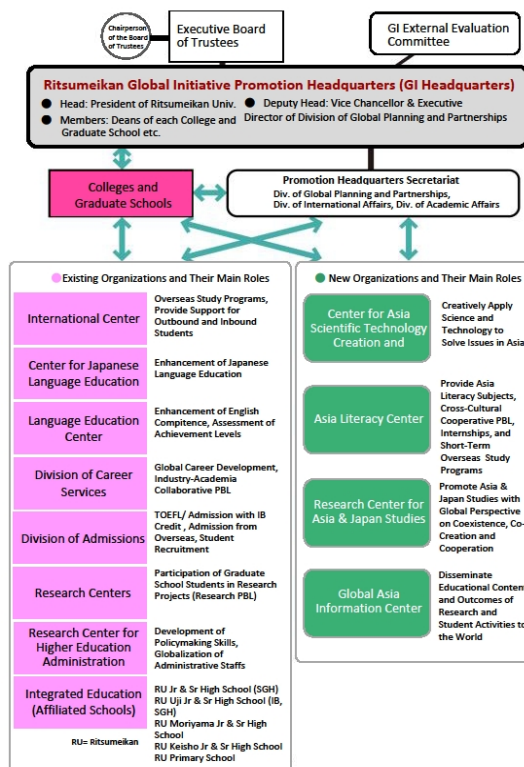 Chairperson
of the Board of
Trustees
Executive Board
of Trustees
GI External Evaluation
Committee
Ritsumeikan Global Initiative Promotion Headquarters (GI Headquarters)
● Head: President of Ritsumeikan Univ.
● Members: Deans of each College and
Graduate School etc.
● Deputy Head: Vice Chancellor & Executive
Director of Division of Global Planning and Partnerships
Colleges and
Graduate Schools
Promotion Headquarters Secretariat
Div. of Global Planning and Partnerships,
Div. of International Affairs, Div. of Academic Affairs
●Existing Organizations and Their Main Roles
International Center
Overseas Study Programs,
Provide Support for
Outbound and Inbound
Students
Center for Japanese
Language Education
Enhancement of Japanese
Language Education
Language Education
Center
Enhancement of English
Compitence, Assessment of
Achievement Levels
Division of Career
Services
Global Career Development,
Industry-Academia
Collaborative PBL
Division of Admissions
TOEFL/ Admission with IB
Credit , Admission from
Overseas, Student
Recruitment
Research Centers
Participation of Graduate
School Students in Research
Projects (Research PBL)
Research Center for
Higher Education
Administration
Development of
Policymaking Skills,
Globalization of
Administrative Staffs
Integrated Education
(Affiliated Schools)
RU Jr & Sr High School (SGH)
RU Uji Jr & Sr High School (IB,
SGH)
RU Moriyama Jr & Sr High
School
RU Keisho Jr & Sr High School
RU Primary School
RU= Ritsumeikan
● New Organizations and Their Main Roles
Center for Asia
Scientific Technology
Creation and
Creatively Apply
Science and
Technology to
Solve Issues in Asia
Asia Literacy Center
Provide Asia
Literacy Subjects,
Cross-Cultural
Cooperative PBL,
Internships, and
Short-Term
Overseas Study
Programs
Research Center for
Asia & Japan Studies
Promote Asia &
Japan Studies with
Global Perspective
on Coexistence, Co-
Creation and
Cooperation
Global Asia
Information Center
Disseminate
Educational Content
and Outcomes of
Research and
Student Activities to
the World